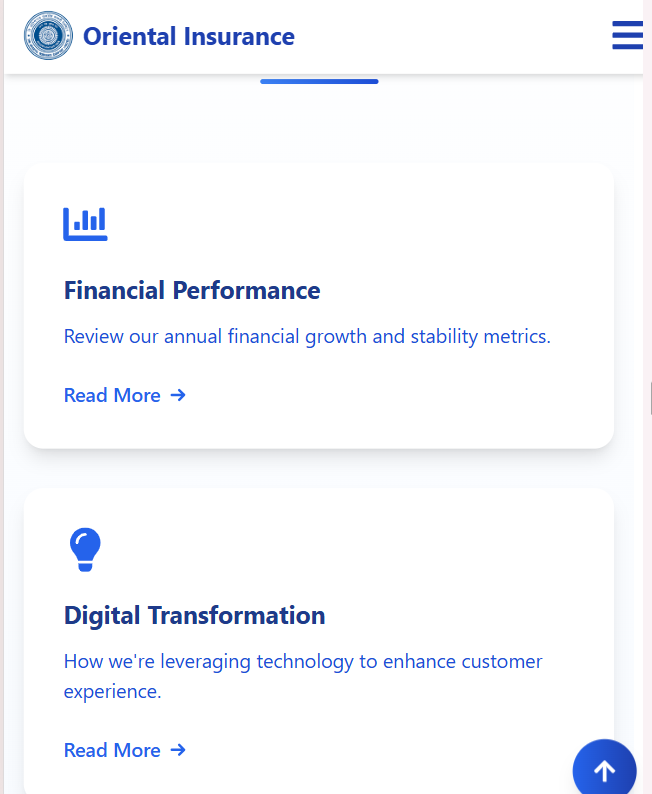 Oriental Insurance
Financial Performance
Review our annual financial growth and stability metrics.
Read More →
Digital Transformation
How we're leveraging technology to enhance customer
experience.
Read More →